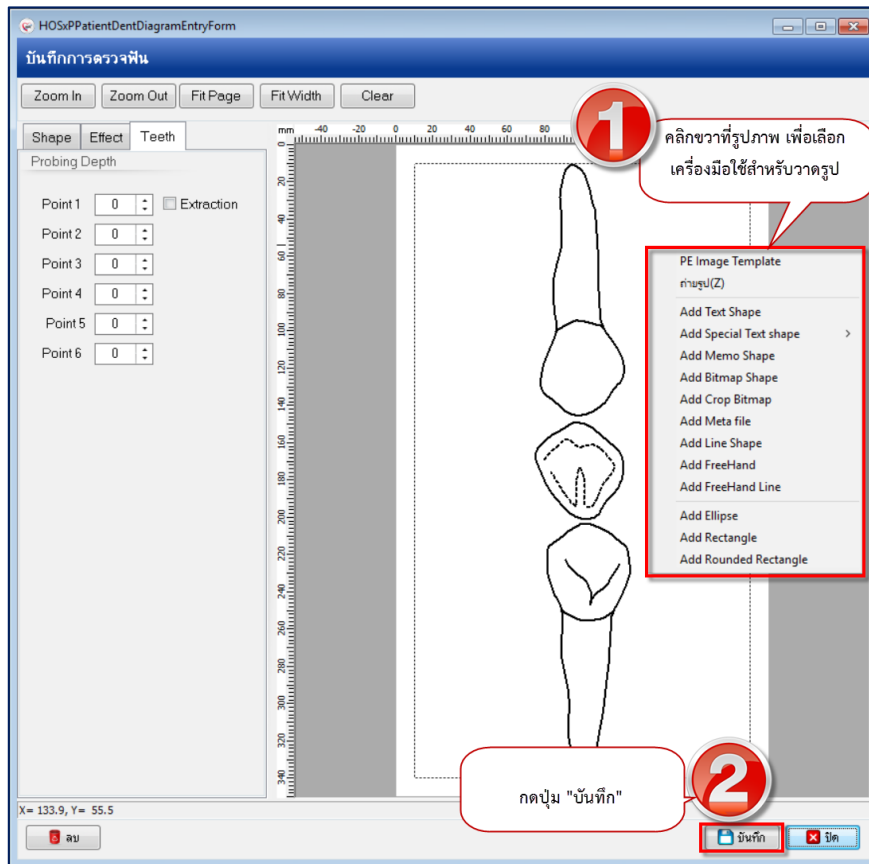 HOSxPPatientDentDiagramEntryForm
บันทึกการตรวจฟัน
Zoom In Zoom Out Fit Page Fit Width Clear
Shape Effect Teeth
Probing Depth
Point 1 0 Extraction
Point 2 0
Point 3 0
Point 4 0
Point 5 0
Point 6 0
mm -40 -20 0 20 40 60 80
0
20
40
60
80
100
120
140
160
180
200
220
240
260
280
300
320
340
1
คลิกขวาที่รูปภาพ เพื่อเลือก
เครื่องมือใช้สำหรับวาดรูป
PE Image Template
ถ่ายรูป(Z)
Add Text Shape
Add Special Text shape
Add Memo Shape
Add Bitmap Shape
Add Crop Bitmap
Add Meta file
Add Line Shape
Add FreeHand
Add FreeHand Line
Add Ellipse
Add Rectangle
Add Rounded Rectangle
2
กดปุ่ม "บันทึก"
X= 133.9, Y= 55.5
ลบ บันทึก ปิด